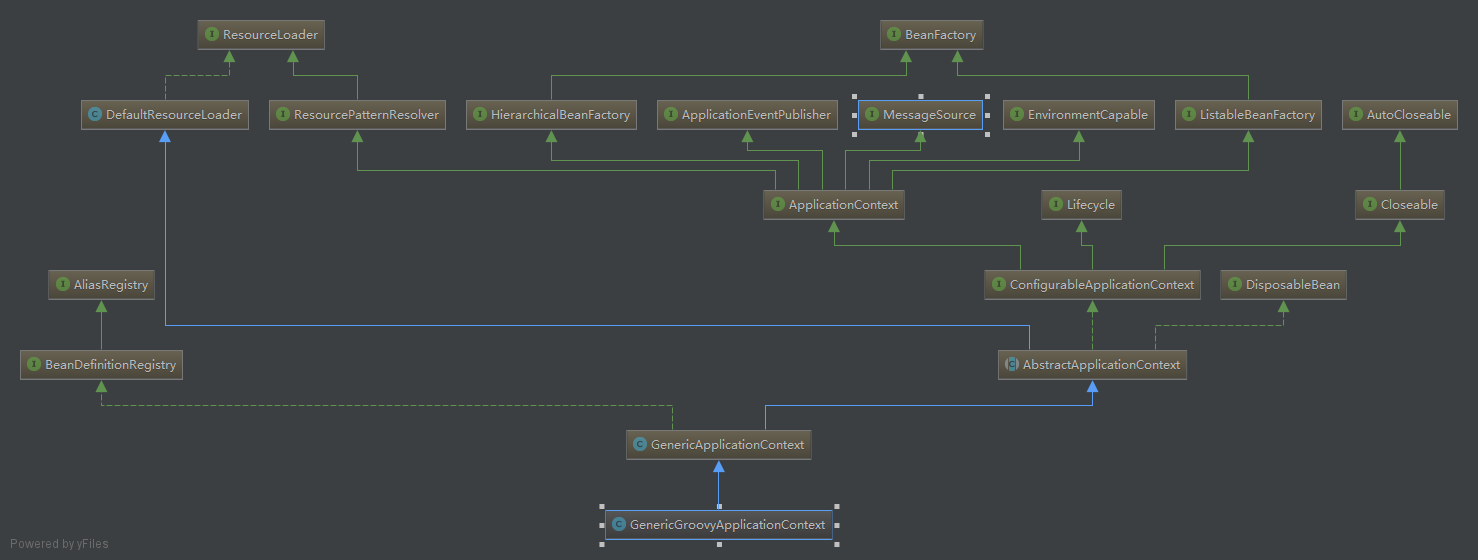 ResourceLoader
BeanFactory
DefaultResourceLoader
ResourcePatternResolver
HierarchicalBeanFactory
ApplicationEventPublisher
MessageSource
EnvironmentCapable
ListableBeanFactory
AutoCloseable
ApplicationContext
Lifecycle
Closeable
AliasRegistry
ConfigurableApplicationContext
DisposableBean
BeanDefinitionRegistry
AbstractApplicationContext
GenericApplicationContext
GenericGroovyApplicationContext
Powered by yFiles